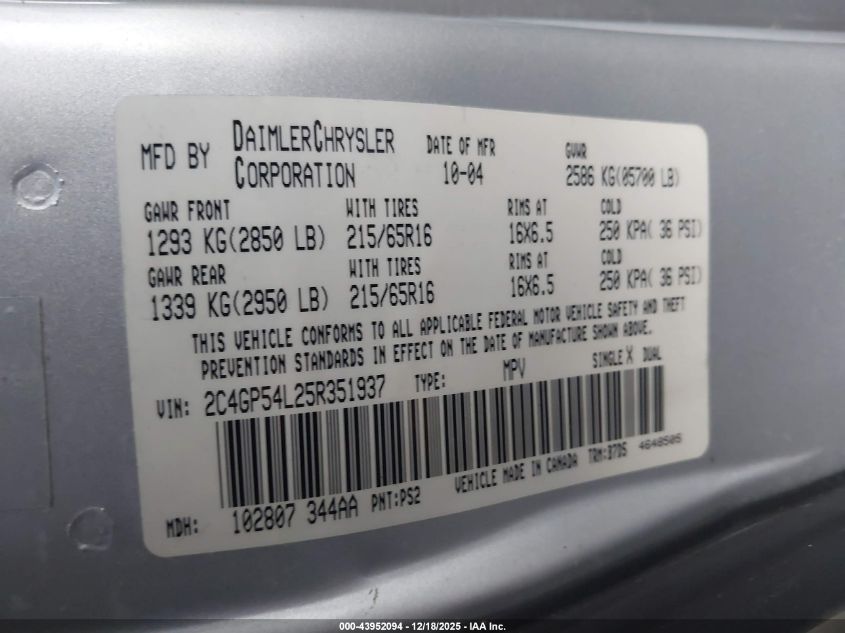 MFD BY DAIMLERCHRYSLER CORPORATION DATE OF MFR 10-04 GVWR 2586 KG(05700 LB)
GAWR FRONT WITH TIRES RIMS AT COLD
1293 KG(2850 LB) 215/65R16 16X6.5 250 KPA( 36 PSI)
GAWR REAR WITH TIRES RIMS AT COLD
1339 KG(2950 LB) 215/65R16 16X6.5 250 KPA( 36 PSI)
THIS VEHICLE CONFORMS TO ALL APPLICABLE FEDERAL MOTOR VEHICLE SAFETY AND THEFT
PREVENTION STANDARDS IN EFFECT ON THE DATE OF MANUFACTURE SHOWN ABOVE.
VIN: 2C4GP54L25R351937 TYPE: MPV SINGLE X DUAL
MDH: 102807 344AA PNT:PS2 VEHICLE MADE IN CANADA TRM:37D5 4648505
000-43952094 - 12/18/2025 - IAA Inc.